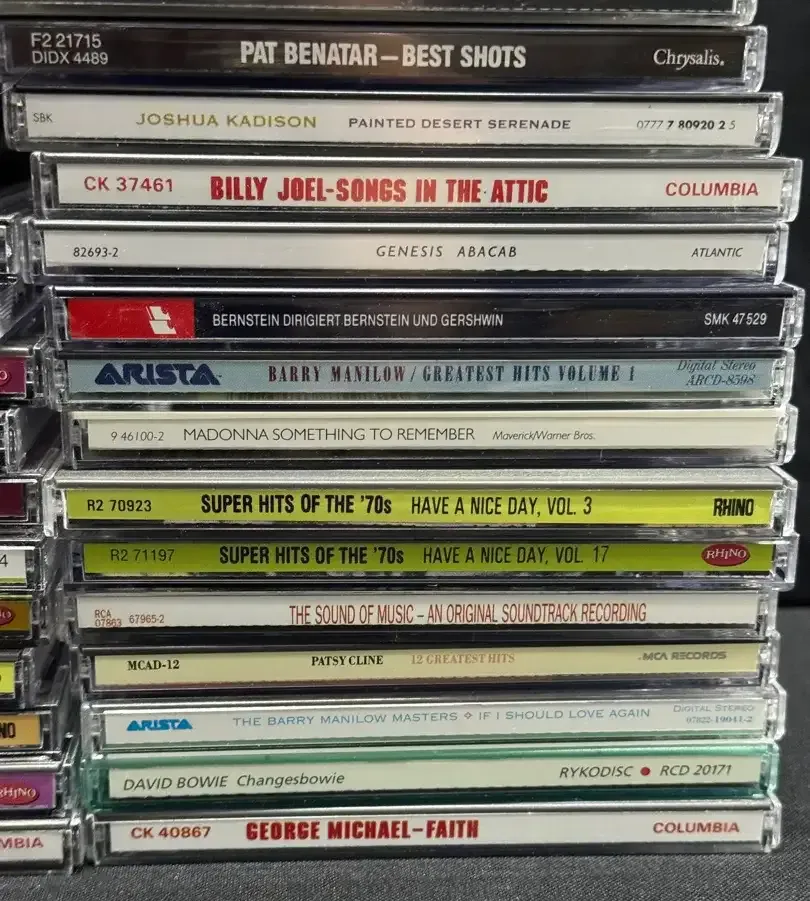 F2 21715
DIDX 4489
PAT BENATAR – BEST SHOTS
Chrysalis.
SBK
JOSHUA KADISON
PAINTED DESERT SERENADE
0777 7 80920 2 5
CK 37461
BILLY JOEL-SONGS IN THE ATTIC
COLUMBIA
82693-2
GENESIS ABACAB
ATLANTIC
BERNSTEIN DIRIGIERT BERNSTEIN UND GERSHWIN
SMK 47529
ARISTA
BARRY MANILOW / GREATEST HITS VOLUME 1
Digital Stereo
ARCD-8598
9 46100-2
MADONNA SOMETHING TO REMEMBER
Maverick/Warner Bros.
R2 70923
SUPER HITS OF THE '70s HAVE A NICE DAY, VOL. 3
RHINO
R2 71197
SUPER HITS OF THE '70s HAVE A NICE DAY, VOL. 17
RHINO
RCA
07863 67965-2
THE SOUND OF MUSIC – AN ORIGINAL SOUNDTRACK RECORDING
MCAD-12
PATSY CLINE
12 GREATEST HITS
MCA RECORDS
ARISTA
THE BARRY MANILOW MASTERS ❖ IF I SHOULD LOVE AGAIN
DIGITAL STEREO
07822-19041-2
DAVID BOWIE Changesbowie
RYKODISC ● RCD 20171
RHINO
CK 40867
GEORGE MICHAEL–FAITH
COLUMBIA